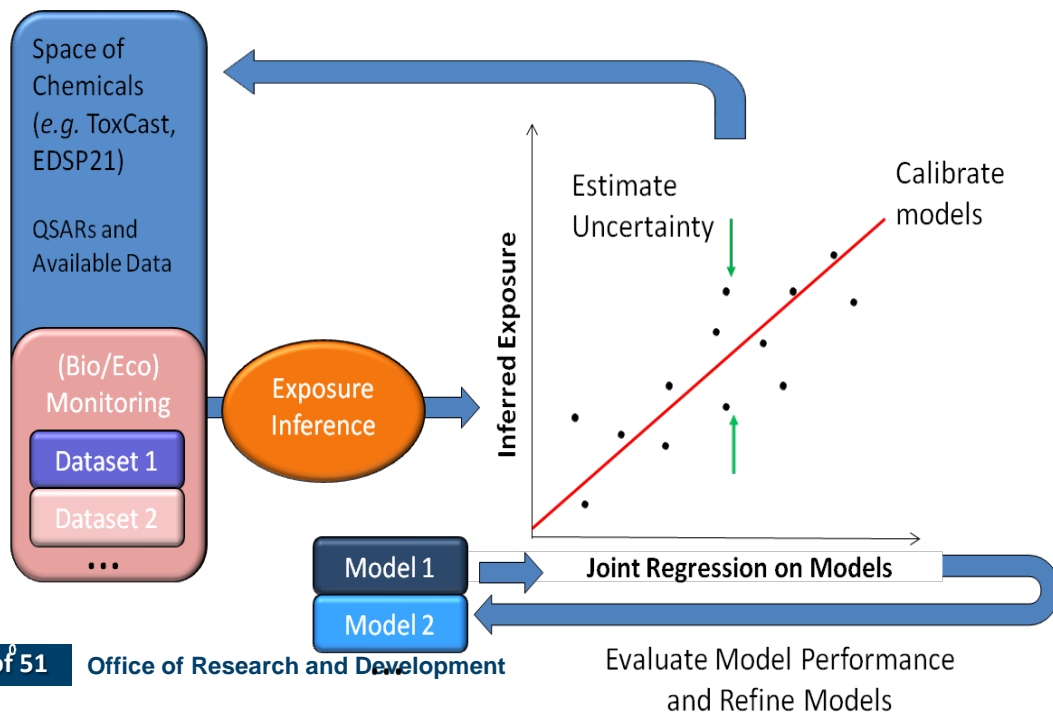 Space of
Chemicals
(e.g. ToxCast,
EDSP21)
QSARs and
Available Data
(Bio/Eco)
Monitoring
Dataset 1
Dataset 2
...
Exposure
Inference
Estimate
Uncertainty
Calibrate
models
Inferred Exposure
Joint Regression on Models
Model 1
Model 2
...
Evaluate Model Performance
and Refine Models
of 51
Office of Research and Development